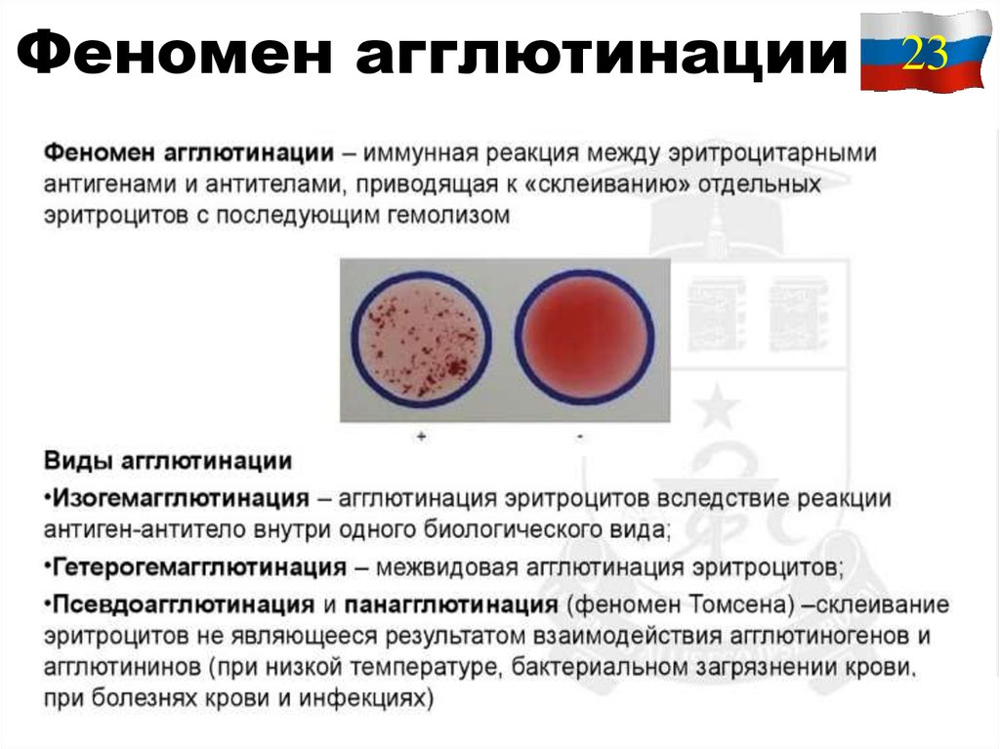 Феномен агглютинации
23
Феномен агглютинации – иммунная реакция между эритроцитарными
антигенами и антителами, приводящая к «склеиванию» отдельных
эритроцитов с последующим гемолизом
+ -
Виды агглютинации
•Изогемагглютинация – агглютинация эритроцитов вследствие реакции
антиген-антитело внутри одного биологического вида;
•Гетерогемагглютинация – межвидовая агглютинация эритроцитов;
•Псевдоагглютинация и панагглютинация (феномен Томсена) –склеивание
эритроцитов не являющееся результатом взаимодействия агглютиногенов и
агглютининов (при низкой температуре, бактериальном загрязнении крови,
при болезнях крови и инфекциях)